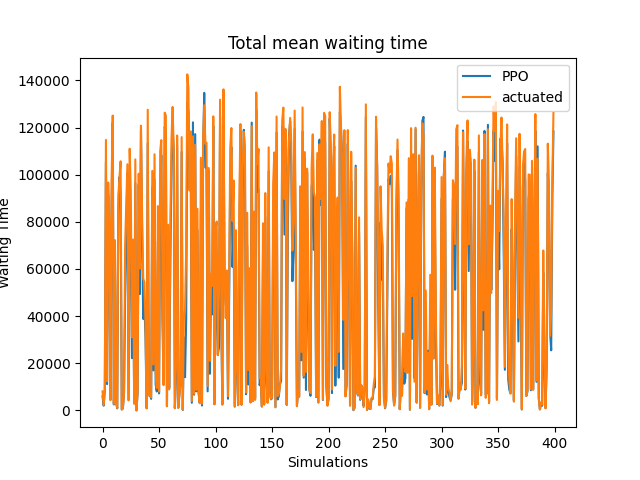 Total mean waiting time
PPO
actuated
140000
120000
100000
80000
60000
40000
20000
0
Waiting Time
0 50 100 150 200 250 300 350 400
Simulations